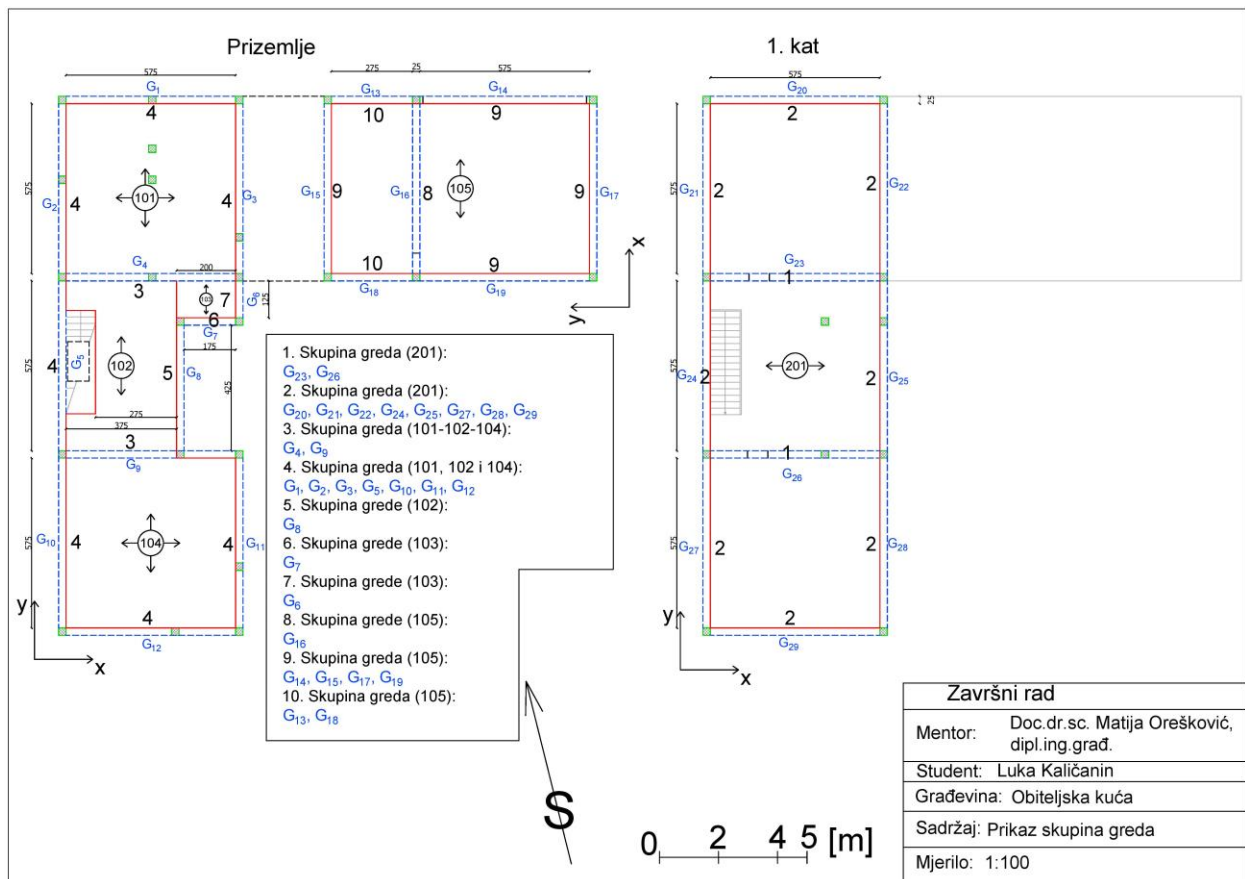 Prizemlje
1. kat
575
275
25
575
575
G1
G13
G14
G20
4
10
9
2
25
575
G2
4
101
4
G3
G15
9
G16
8
105
9
G17
575
G21
2
2
G22
G4
200
10
9
G23
3
103
7
G6
125
G18
G19
1
6
G7
x
y
175
575
4
G5
102
5
G8
425
575
G24
2
201
2
G25
275
375
3
G9
1
G26
575
G10
4
104
4
G11
575
G27
2
2
G28
y
4
y
2
G12
x
G29
x
1. Skupina greda (201):
G23, G26
2. Skupina greda (201):
G20, G21, G22, G24, G25, G27, G28, G29
3. Skupina greda (101-102-104):
G4, G9
4. Skupina greda (101, 102 i 104):
G1, G2, G3, G5, G10, G11, G12
5. Skupina grede (102):
G8
6. Skupina grede (103):
G7
7. Skupina grede (103):
G6
8. Skupina grede (105):
G16
9. Skupina greda (105):
G14, G15, G17, G19
10. Skupina greda (105):
G13, G18
S
0 2 4 5 [m]
Završni rad
Mentor: Doc.dr.sc. Matija Orešković,
dipl.ing.građ.
Student: Luka Kaličanin
Građevina: Obiteljska kuća
Sadržaj: Prikaz skupina greda
Mjerilo: 1:100